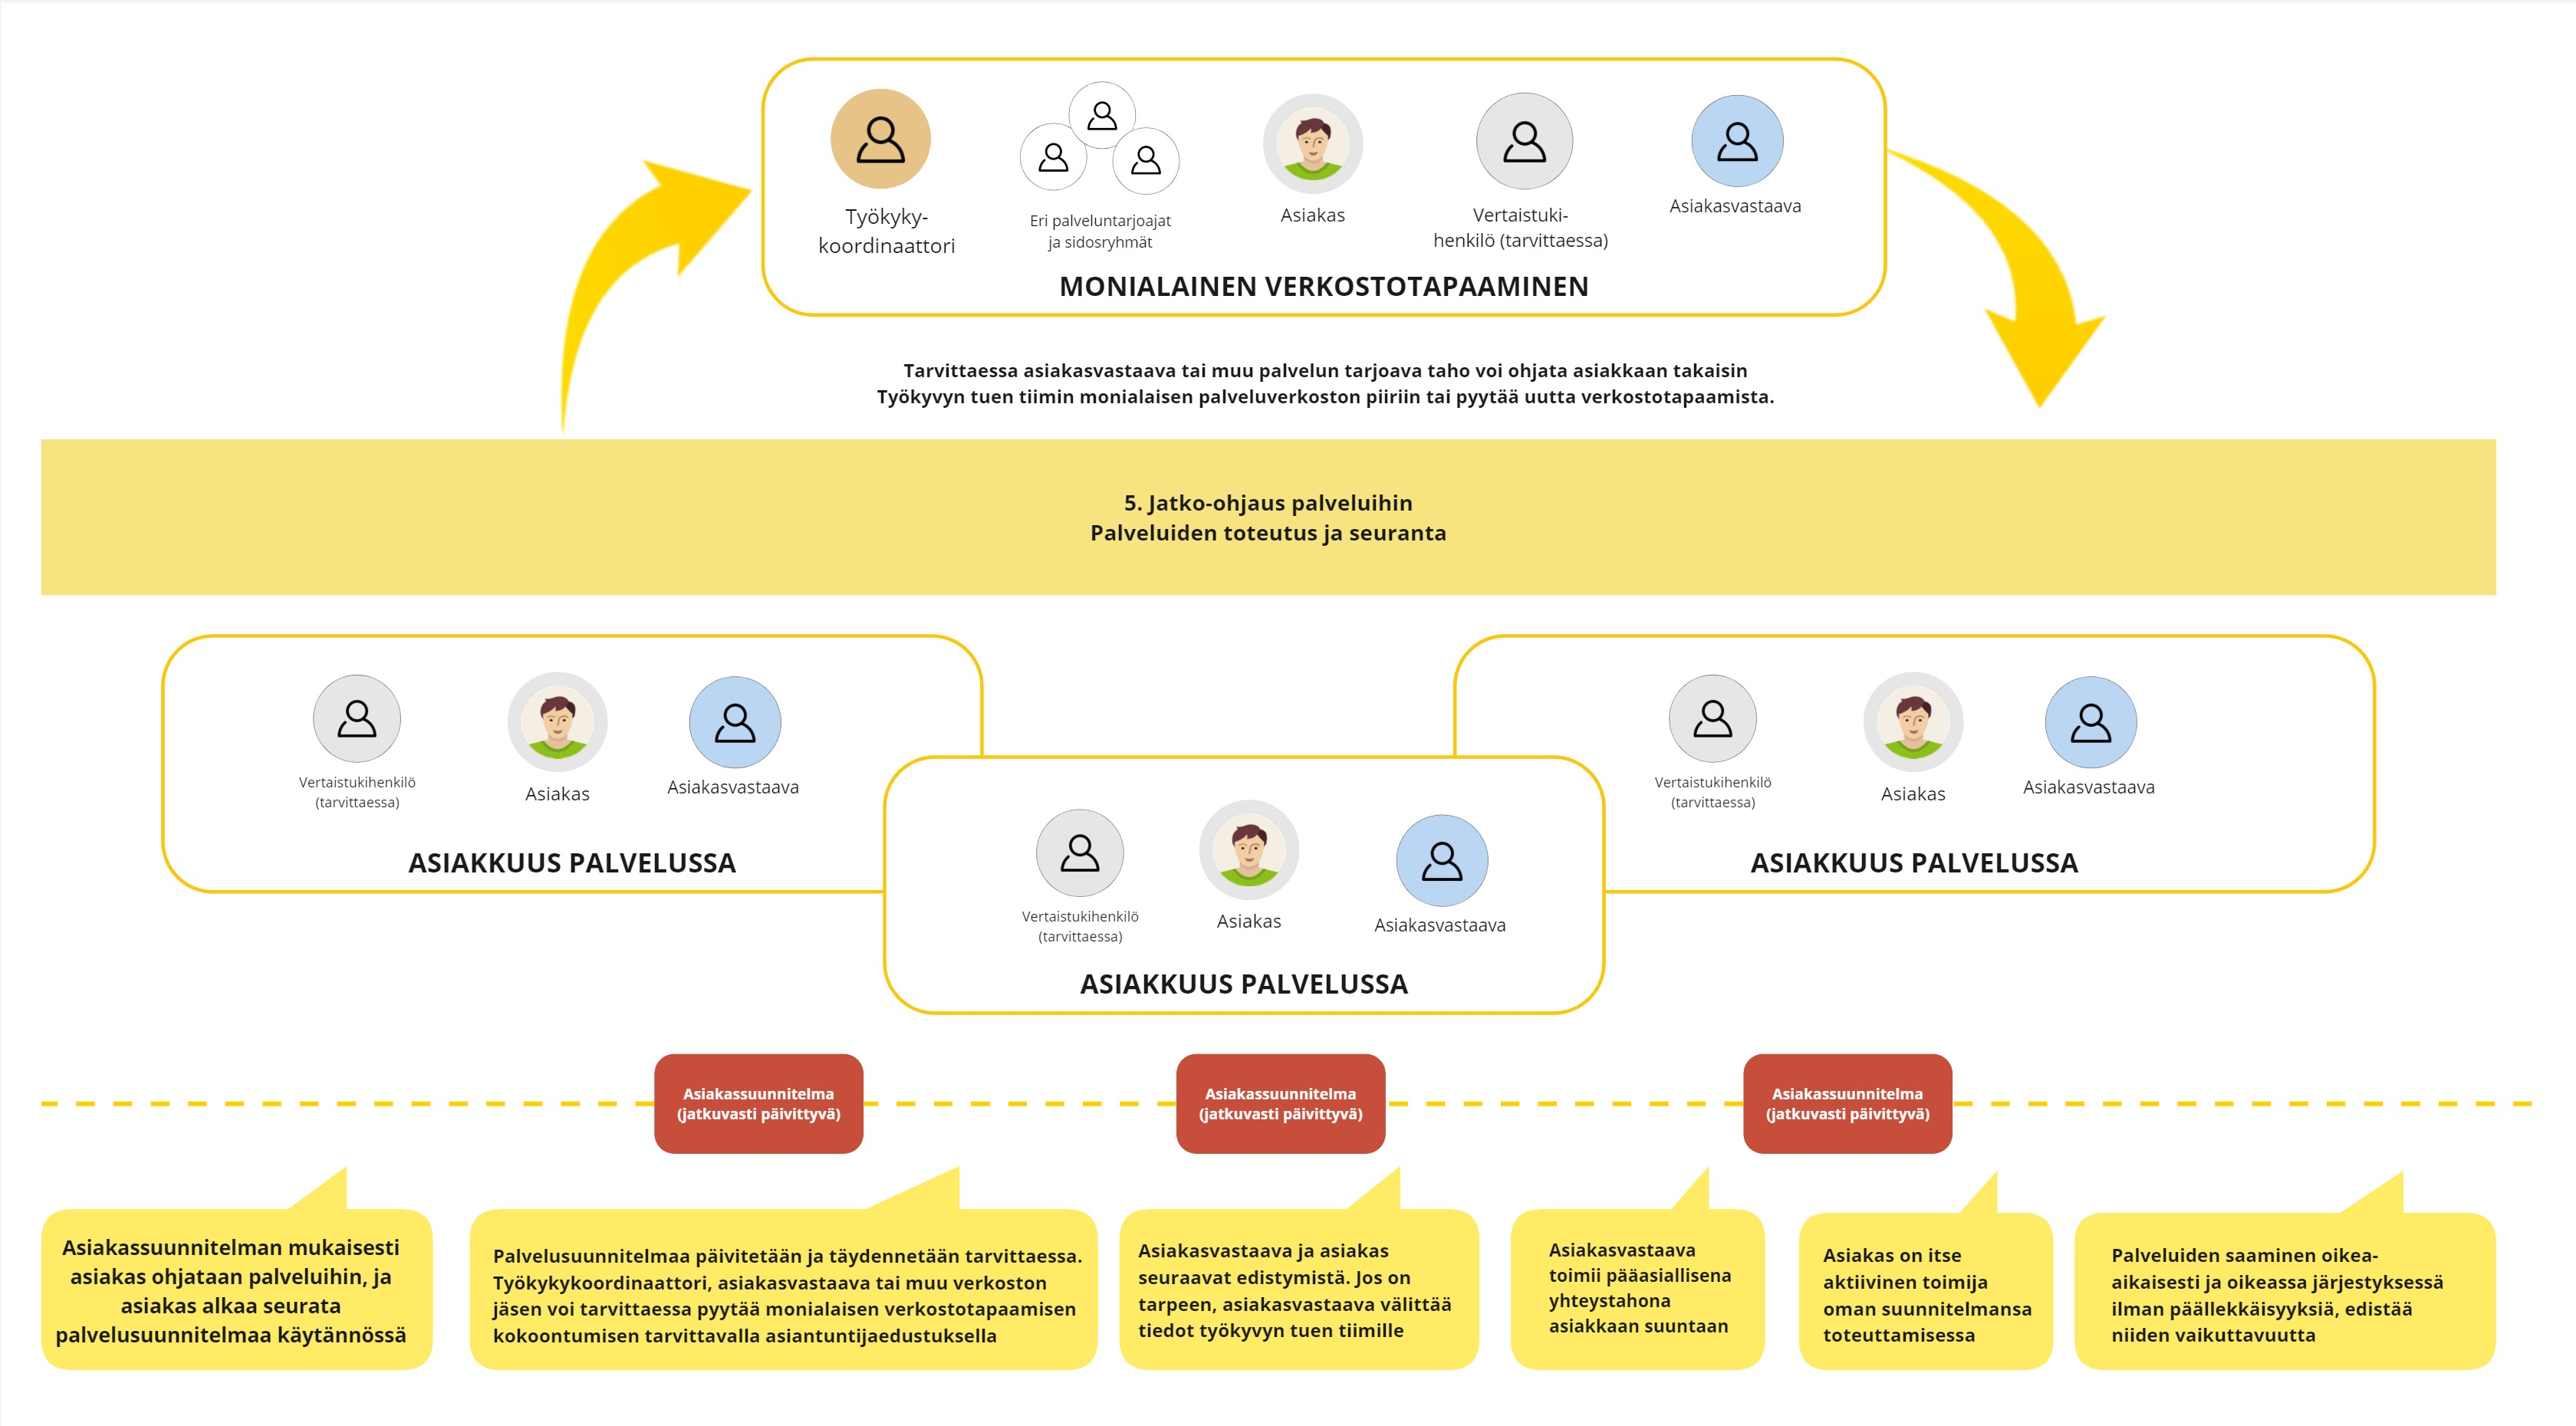 Työkyky-
koordinaattori
Eri palveluntarjoajat
ja sidosryhmät
Asiakas
Vertaistuki-
henkilö (tarvittaessa)
Asiakasvastaava
MONIALAINEN VERKOSTOTAPAAMINEN
Tarvittaessa asiakasvastaava tai muu palvelun tarjoava taho voi ohjata asiakkaan takaisin
Työkyvyn tuen tiimin monialaisen palveluverkoston piiriin tai pyytää uutta verkostotapaamista.
5. Jatko-ohjaus palveluihin
Palveluiden toteutus ja seuranta
Vertaistukihenkilö
(tarvittaessa)
Asiakas
Asiakasvastaava
ASIAKKUUS PALVELUSSA
Vertaistukihenkilö
(tarvittaessa)
Asiakas
Asiakasvastaava
ASIAKKUUS PALVELUSSA
Vertaistukihenkilö
(tarvittaessa)
Asiakas
Asiakasvastaava
ASIAKKUUS PALVELUSSA
Asiakassuunnitelma
(jatkuvasti päivittyvä)
Asiakassuunnitelma
(jatkuvasti päivittyvä)
Asiakassuunnitelma
(jatkuvasti päivittyvä)
Asiakassuunnitelman mukaisesti
asiakas ohjataan palveluihin, ja
asiakas alkaa seurata
palvelusuunnitelmaa käytännössä
Palvelusuunnitelmaa päivitetään ja täydennetään tarvittaessa.
Työkykykoordinaattori, asiakasvastaava tai muu verkoston
jäsen voi tarvittaessa pyytää monialaisen verkostotapaamisen
kokoontumisen tarvittavalla asiantuntijaedustuksella
Asiakasvastaava ja asiakas
seuraavat edistymistä. Jos on
tarpeen, asiakasvastaava välittää
tiedot työkyvyn tuen tiimille
Asiakasvastaava
toimii pääasiallisena
yhteystahona
asiakkaan suuntaan
Asiakas on itse
aktiivinen toimija
oman suunnitelmansa
toteuttamisessa
Palveluiden saaminen oikea-
aikaisesti ja oikeassa järjestyksessä
ilman päällekkäisyyksiä, edistää
niiden vaikuttavuutta